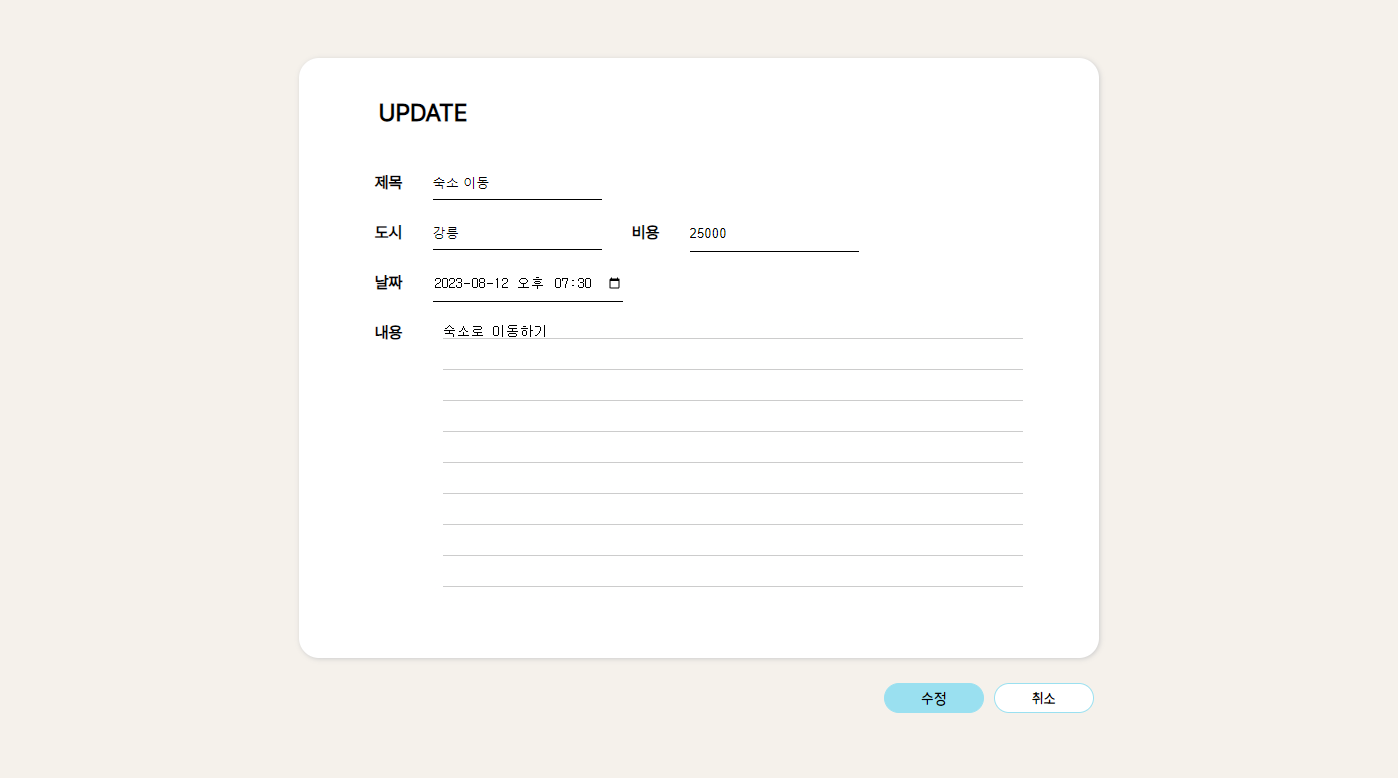 UPDATE
제목 숙소 이동
도시 강릉 비용 25000
날짜 2023-08-12 오후 07:30
내용 숙소로 이동하기
수정 취소